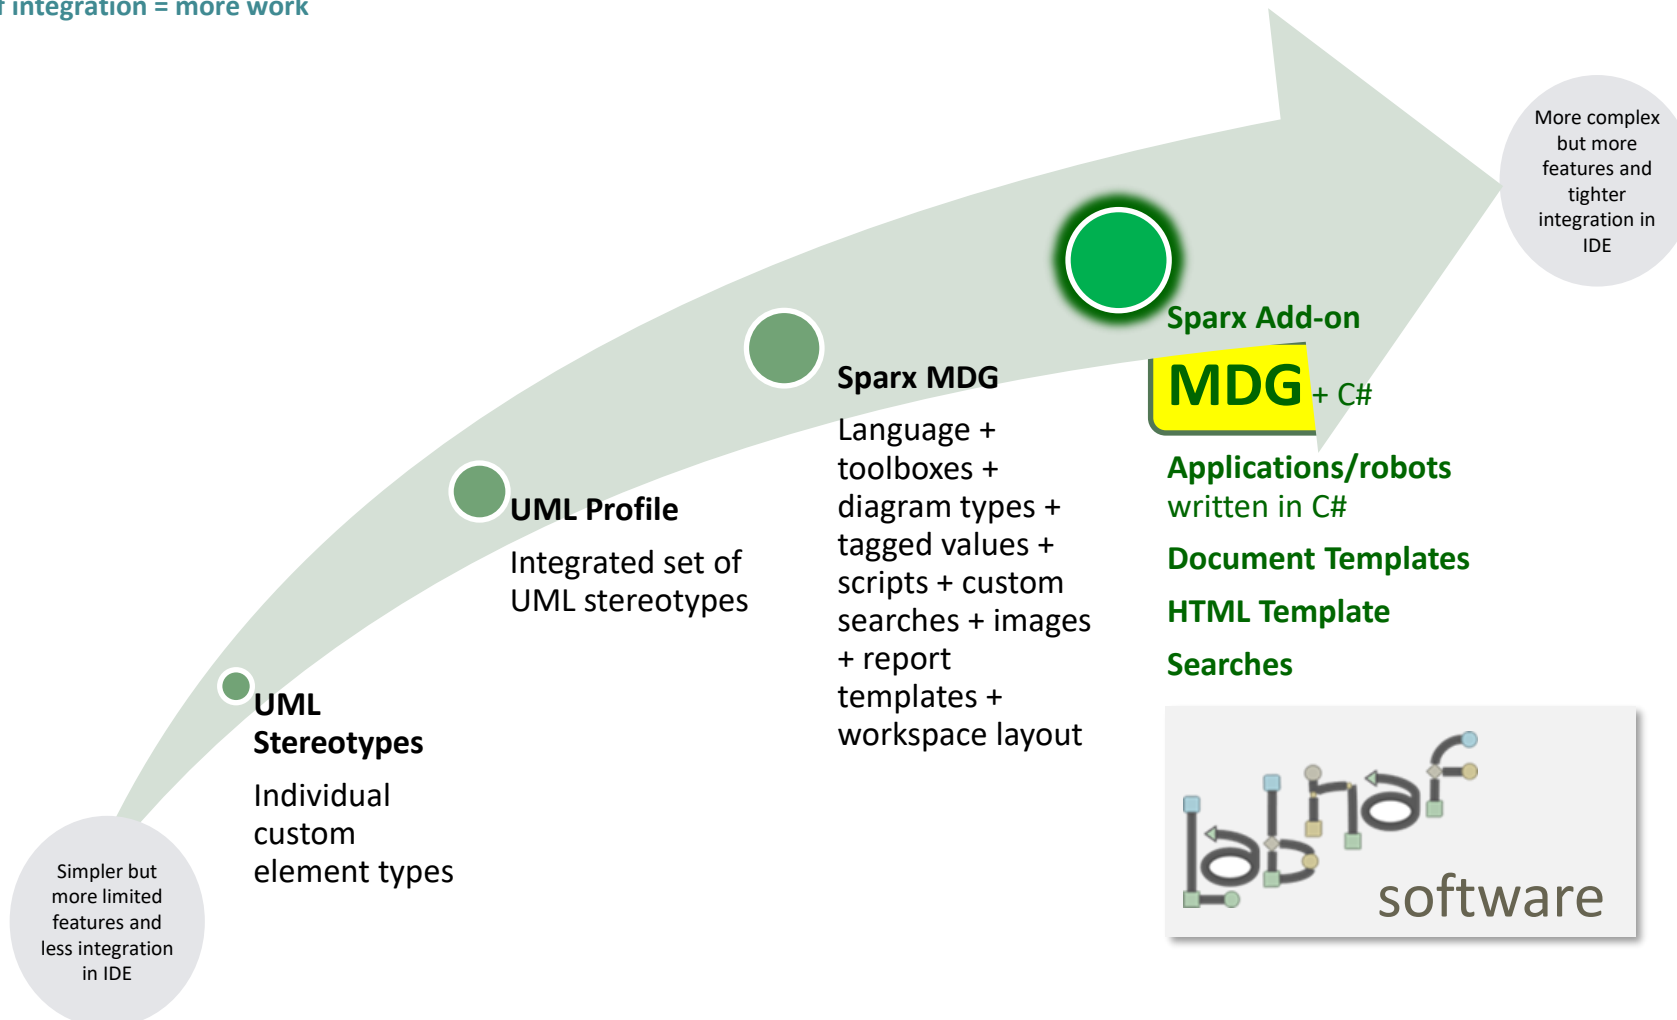 f integration = more work
More complex
but more
features and
tighter
integration in
IDE
Sparx Add-on
MDG + C#
Applications/robots
written in C#
Document Templates
HTML Template
Searches
Sparx MDG
Language +
toolboxes +
diagram types +
tagged values +
scripts + custom
searches + images
+ report
templates +
workspace layout
UML Profile
Integrated set of
UML stereotypes
UML
Stereotypes
Individual
custom
element types
Simpler but
more limited
features and
less integration
in IDE
labnaf
software